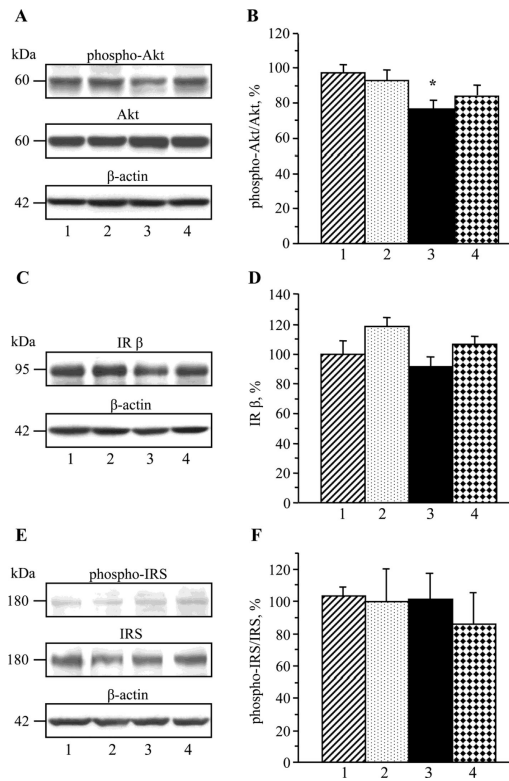 A
kDa
phospho-Akt
60
Akt
60
β-actin
42
1 2 3 4
B
phospho-Akt/Akt, %
120
100
80
60
40
20
0
*
1 2 3 4
C
kDa
IR β
95
β-actin
42
1 2 3 4
D
IR β, %
140
120
100
80
60
40
20
0
1 2 3 4
E
kDa
phospho-IRS
180
IRS
180
β-actin
42
1 2 3 4
F
phospho-IRS/IRS, %
120
100
80
60
40
20
0
1 2 3 4